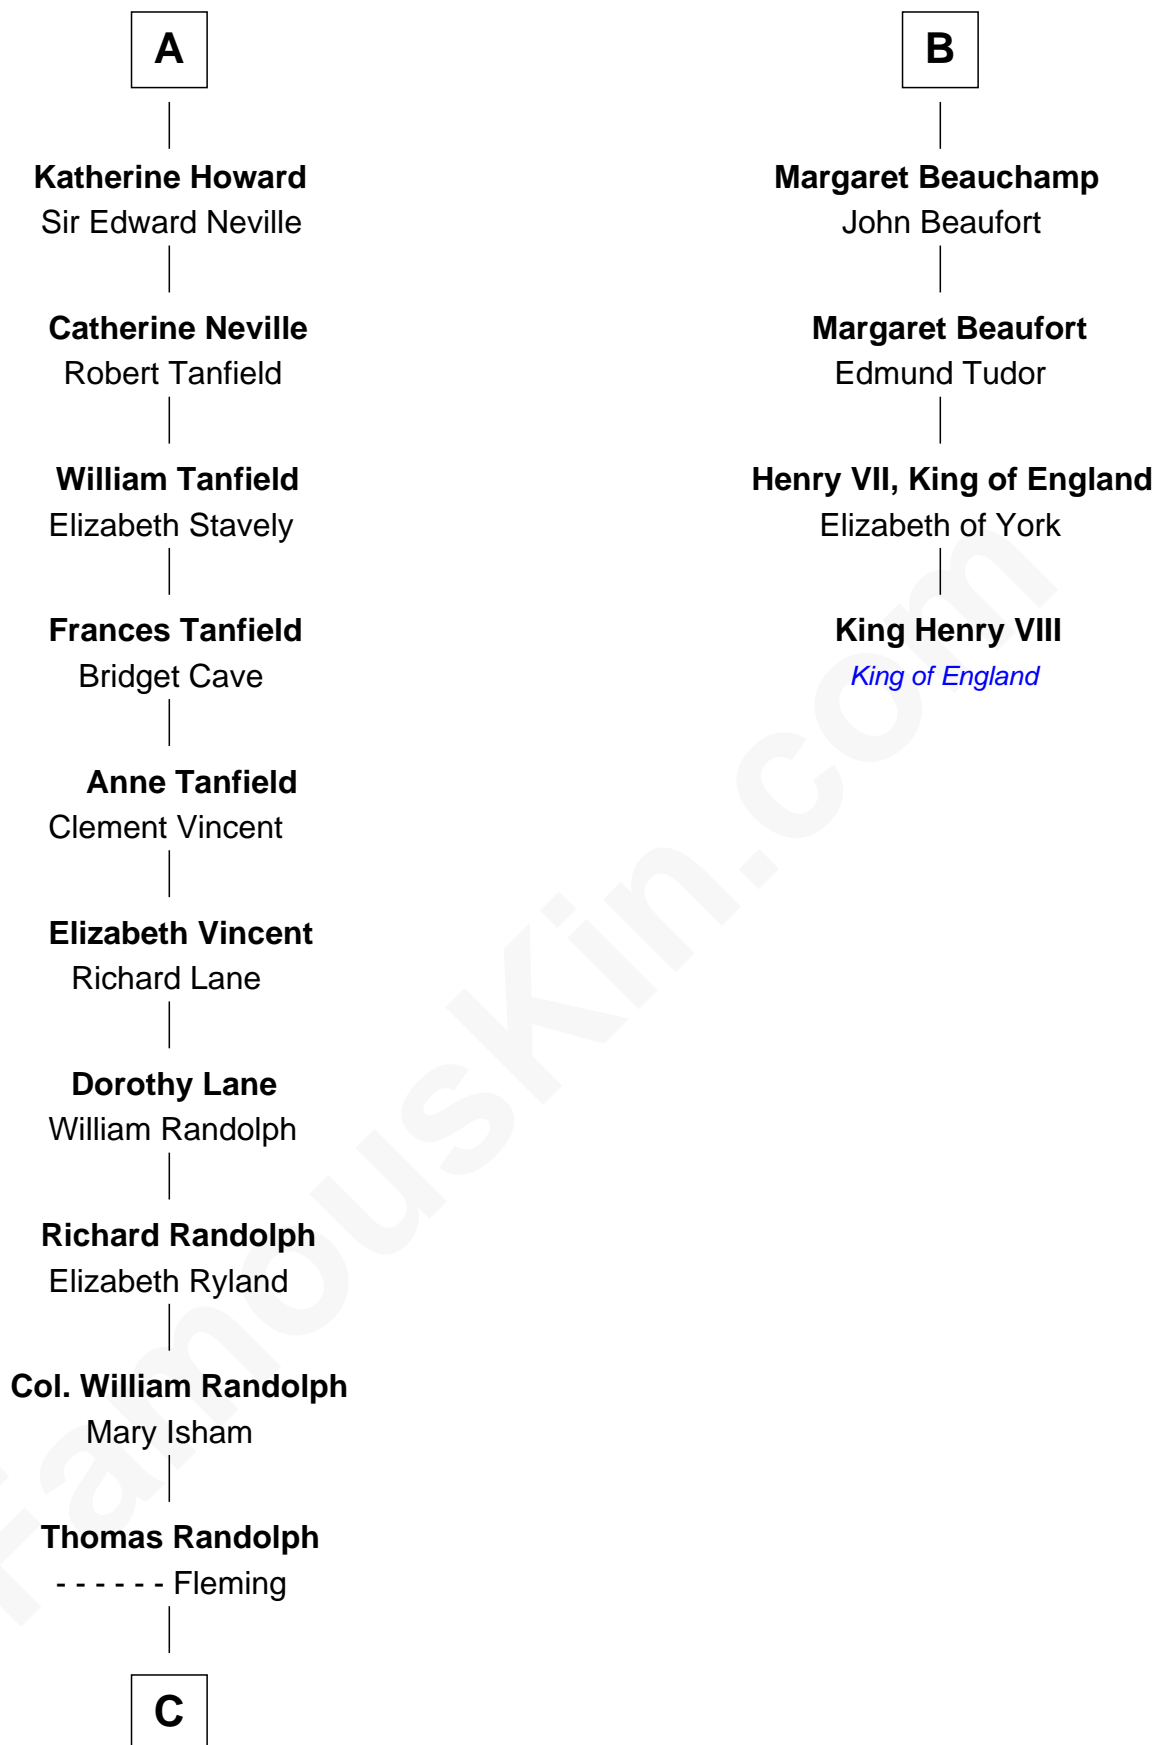 A
Katherine Howard
Sir Edward Neville
Catherine Neville
Robert Tanfield
William Tanfield
Elizabeth Stavely
Frances Tanfield
Bridget Cave
Anne Tanfield
Clement Vincent
Elizabeth Vincent
Richard Lane
Dorothy Lane
William Randolph
Richard Randolph
Elizabeth Ryland
Col. William Randolph
Mary Isham
Thomas Randolph
- - - - - - Fleming
C
B
Margaret Beauchamp
John Beaufort
Margaret Beaufort
Edmund Tudor
Henry VII, King of England
Elizabeth of York
King Henry VIII
King of England
FamousKin.com